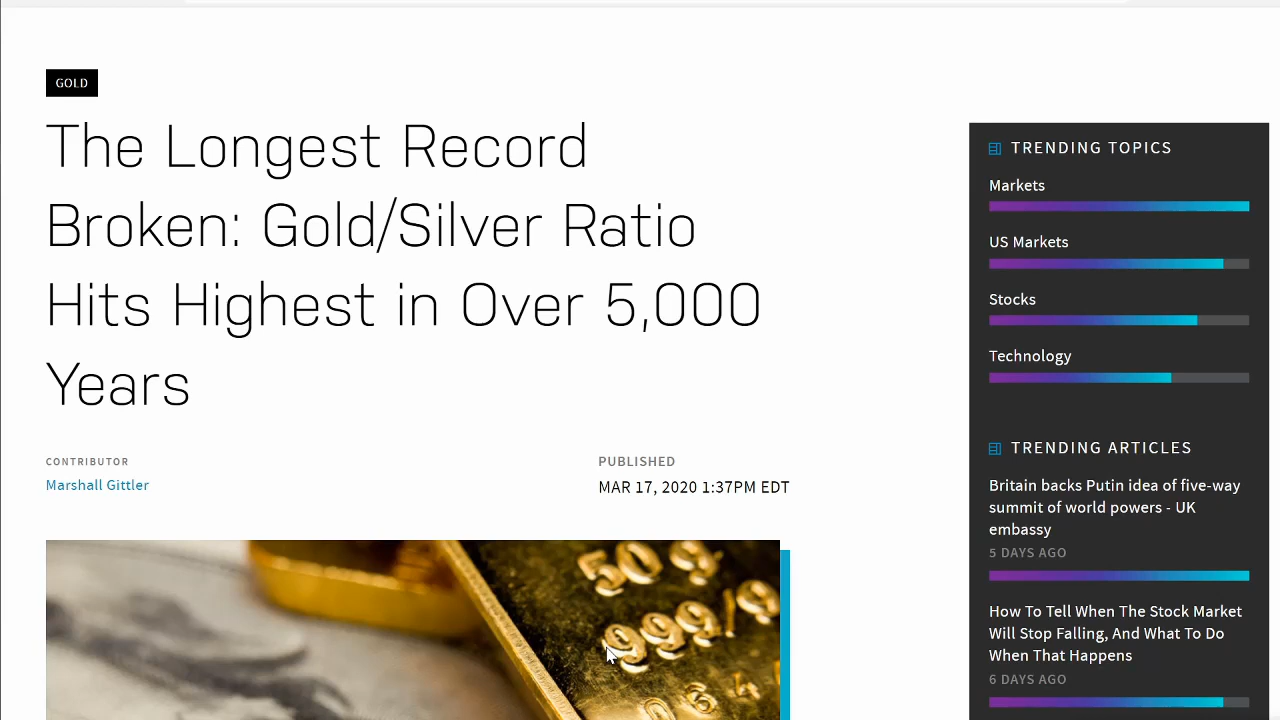 GOLD
The Longest Record
Broken: Gold/Silver Ratio
Hits Highest in Over 5,000
Years
CONTRIBUTOR
Marshall Gittler
PUBLISHED
MAR 17, 2020 1:37PM EDT
50 g
999/9
TRENDING TOPICS
Markets
US Markets
Stocks
Technology
TRENDING ARTICLES
Britain backs Putin idea of five-way
summit of world powers - UK
embassy
5 DAYS AGO
How To Tell When The Stock Market
Will Stop Falling, And What To Do
When That Happens
6 DAYS AGO